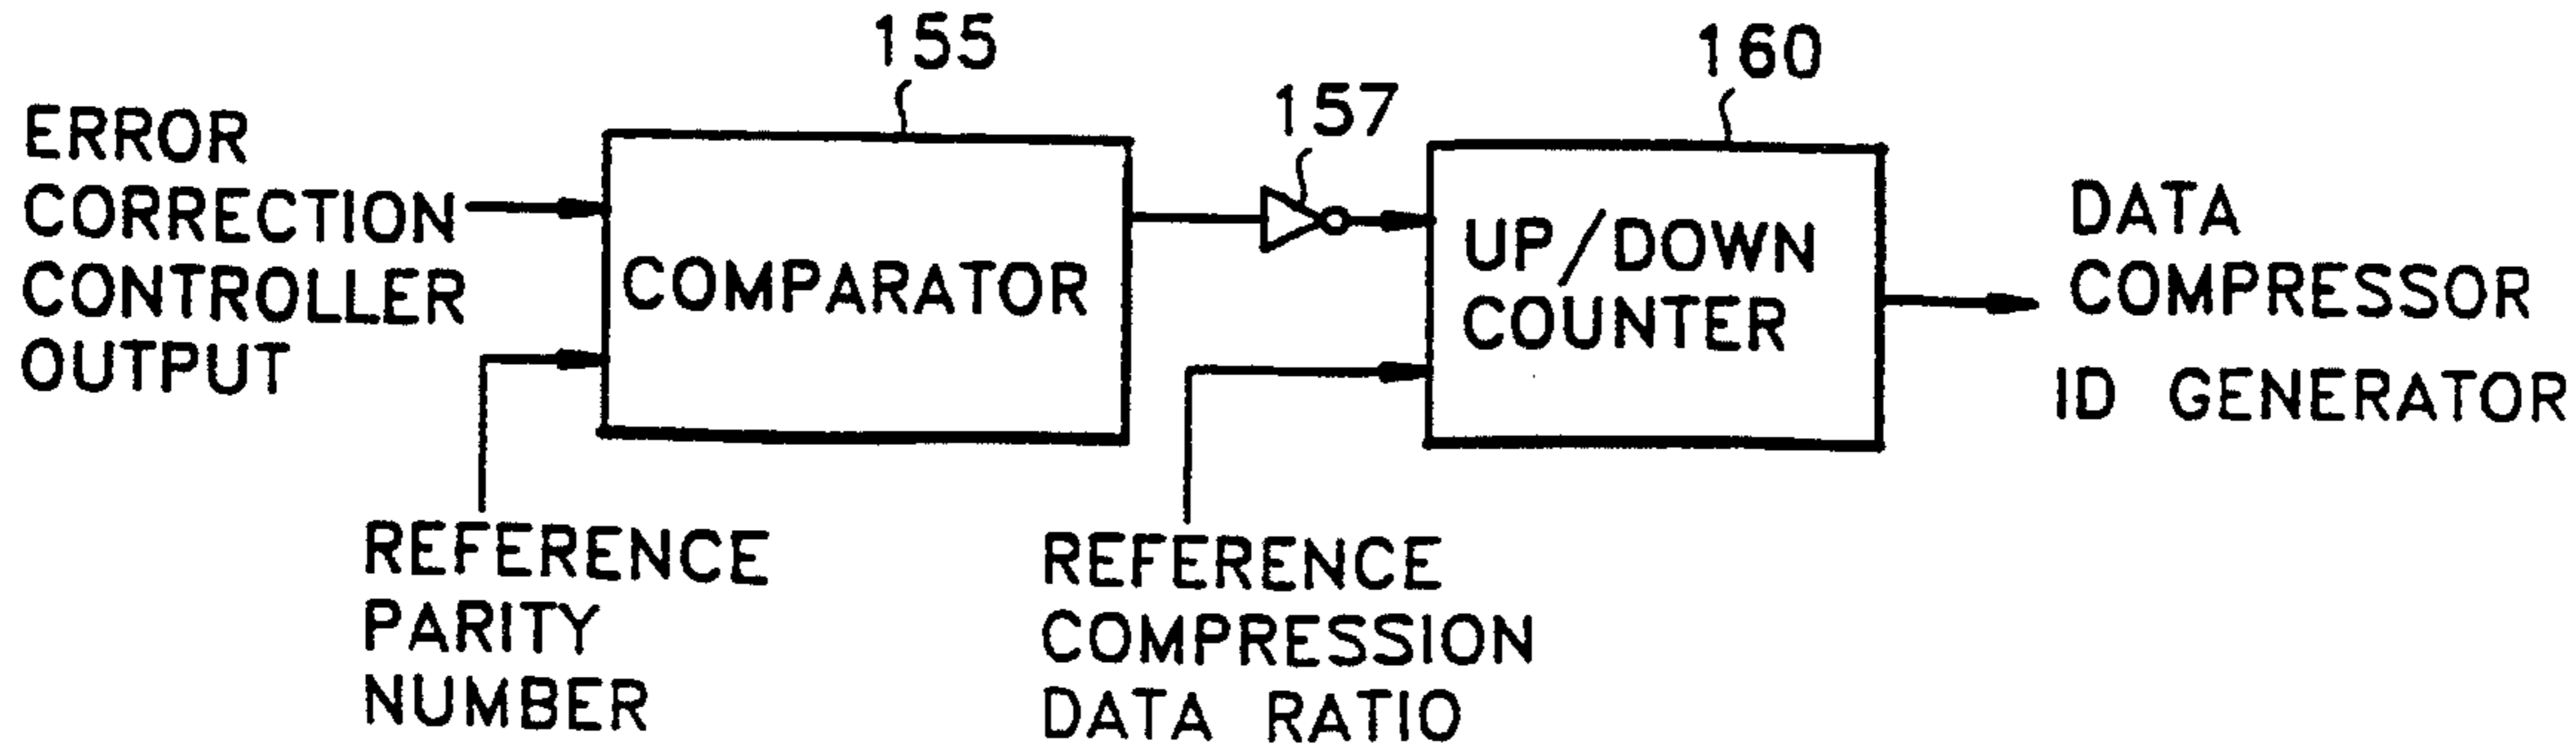 155
160
157
ERROR
CORRECTION
CONTROLLER
OUTPUT
COMPARATOR
UP/DOWN
COUNTER
DATA
COMPRESSOR
ID GENERATOR
REFERENCE
PARITY
NUMBER
REFERENCE
COMPRESSION
DATA RATIO